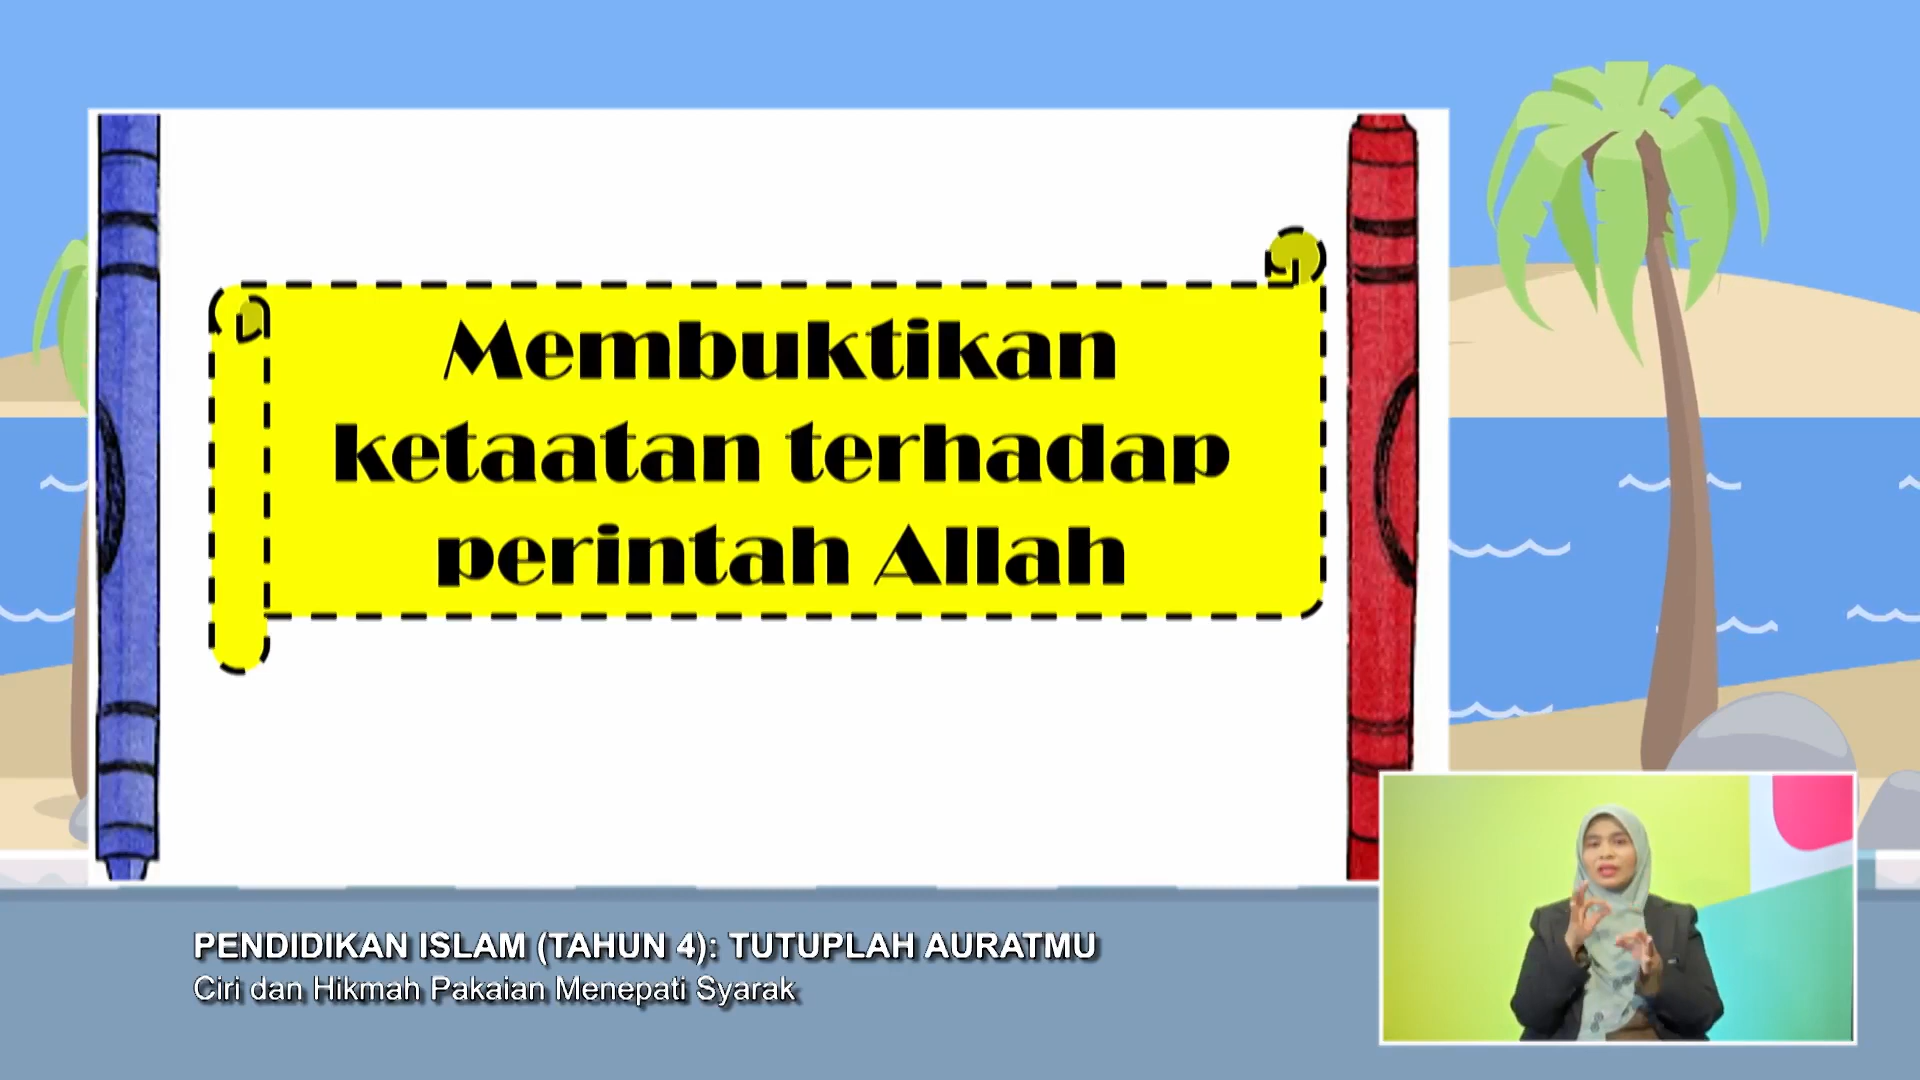 Membuktikan
ketaatan terhadap
perintah Allah
PENDIDIKAN ISLAM (TAHUN 4): TUTUPLAH AURATMU
Ciri dan Hikmah Pakaian Menepati Syarak